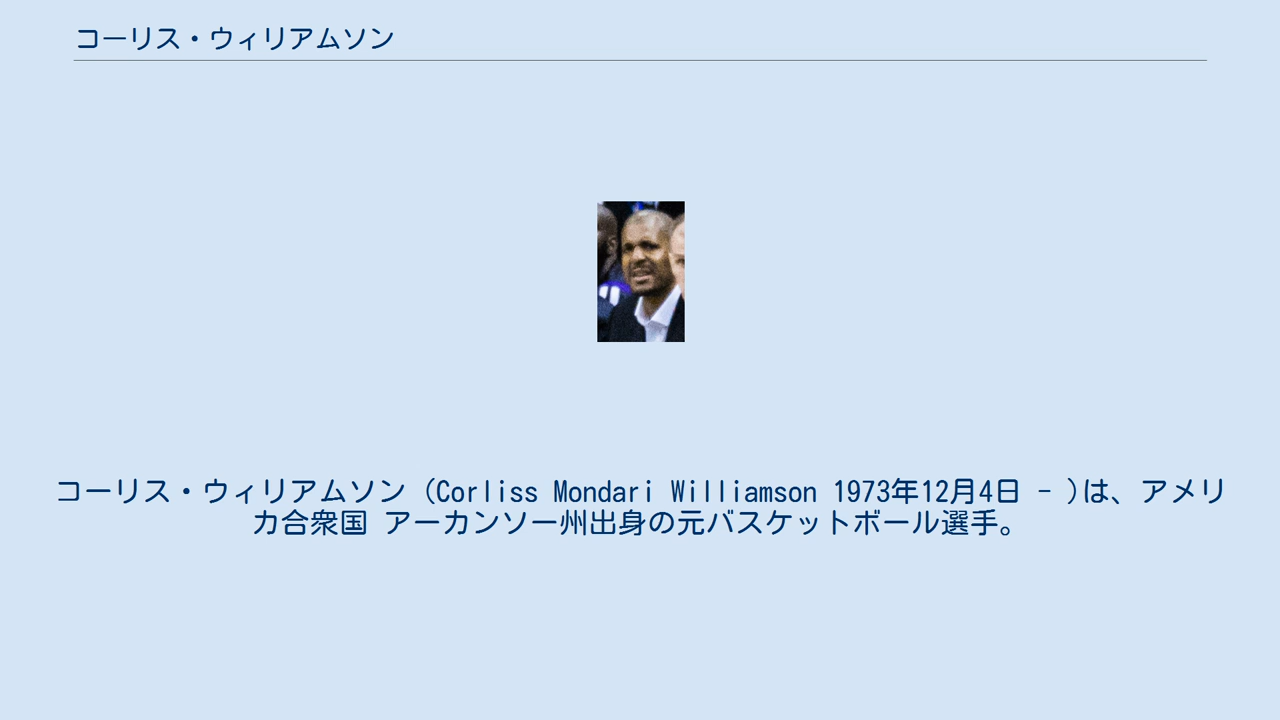 コーリス・ウィリアムソン
コーリス・ウィリアムソン (Corliss Mondari Williamson 1973年12月4日 - )は、アメリ
カ合衆国 アーカンソー州出身の元バスケットボール選手。